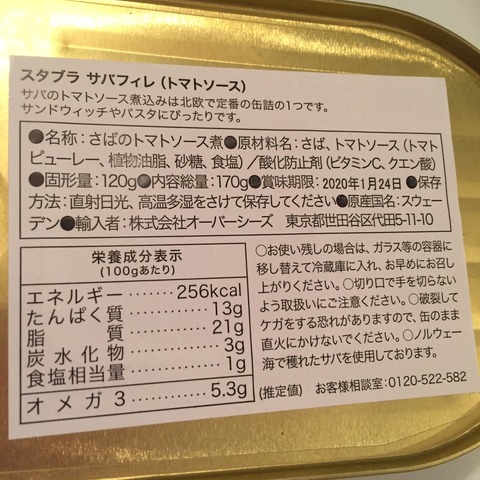 スタブラ サバフィレ（トマトソース）
サバのトマトソース煮込みは北欧で定番の缶詰の1つです。
サンドウィッチやパスタにぴったりです。
●名称：さばのトマトソース煮●原材料名：さば、トマトソース（トマト
ピューレー、植物油脂、砂糖、食塩）／酸化防止剤（ビタミンC、クエン酸）
●固形量：120g●内容総量：170g●賞味期限：2020年1月24日 ●保存
方法：直射日光、高温多湿をさけて保存してください●原産国名：スウェー
デン●輸入者：株式会社オーバーシーズ 東京都世田谷区代田5-11-10
栄養成分表示
(100gあたり)
エネルギー………256kcal
たんぱく質…………13g
脂 質…………21g
炭水化物…………3g
食塩相当量…………1g
オメガ3…………5.3g
○お使い残しの場合は、ガラス等の容器に
移し替えて冷蔵庫に入れ、お早めにお召し
上がりください。○切り口で手を切らない
よう取扱いにご注意ください。○破裂して
ケガをする恐れがありますので、缶のまま
直火にかけないでください。○ノルウェー
海で穫れたサバを使用しております。
(推定値) お客様相談室：0120-522-582